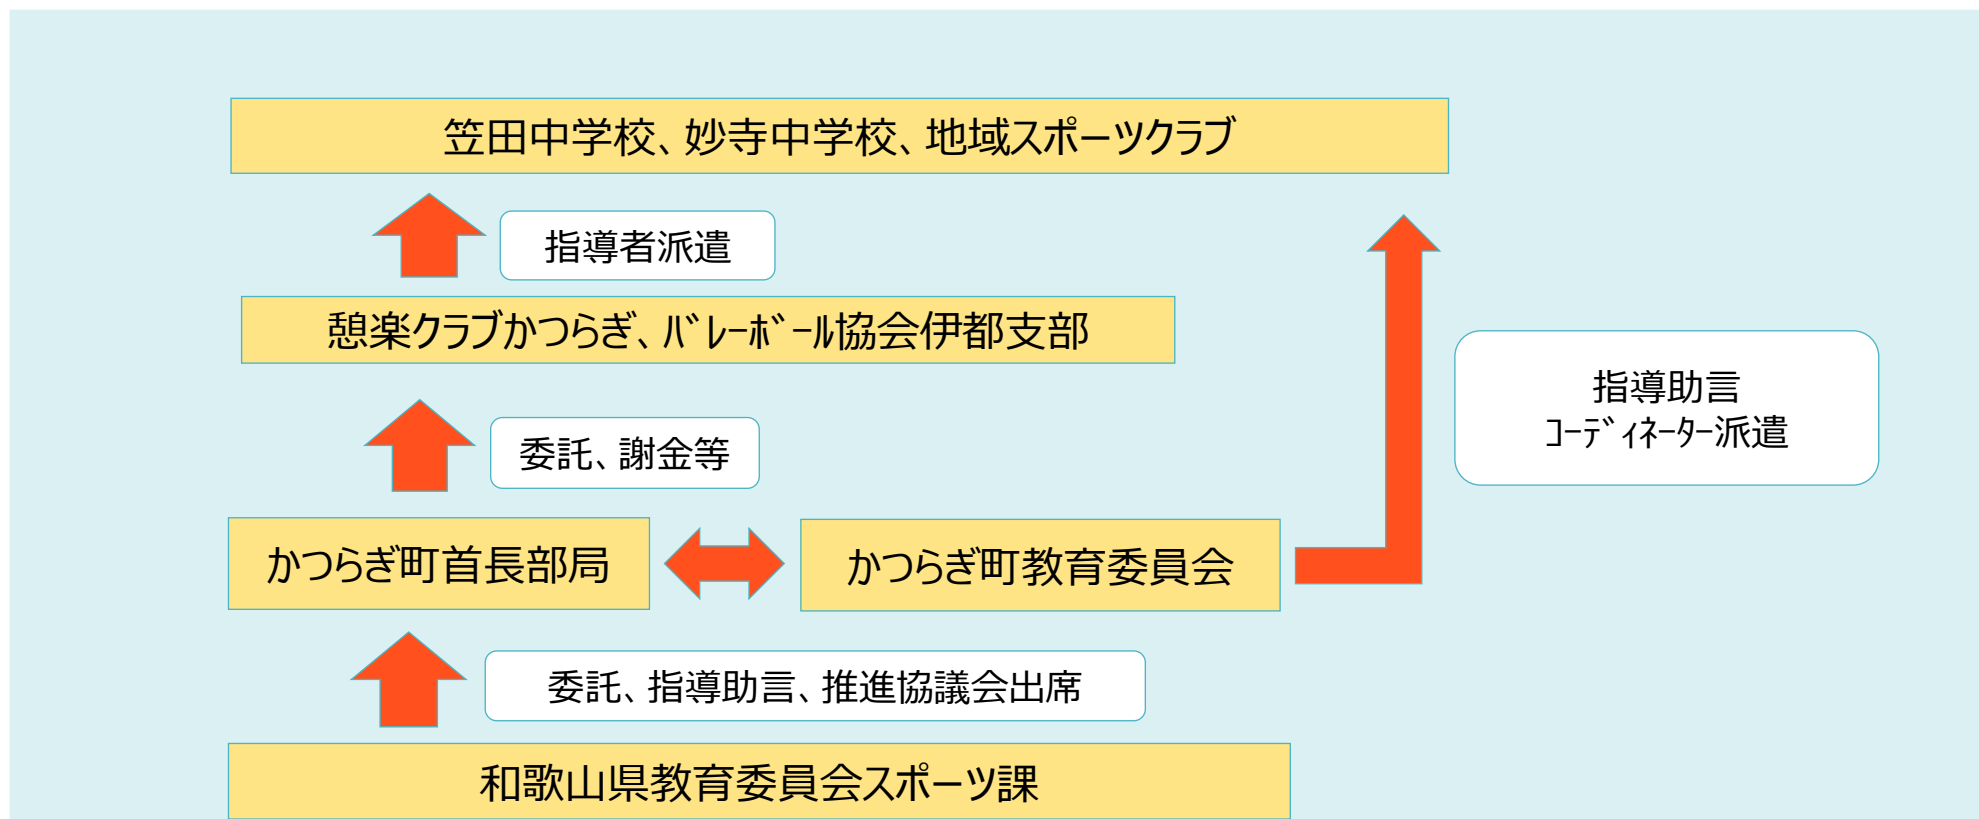 笠田中学校、妙寺中学校、地域スポーツクラブ
指導者派遣
憩楽クラブかつらぎ、ﾊﾞﾚｰﾎﾞｰﾙ協会伊都支部
指導助言
ｺｰﾃﾞｨﾈｰﾀｰ派遣
委託、謝金等
かつらぎ町首長部局
かつらぎ町教育委員会
委託、指導助言、推進協議会出席
和歌山県教育委員会スポーツ課